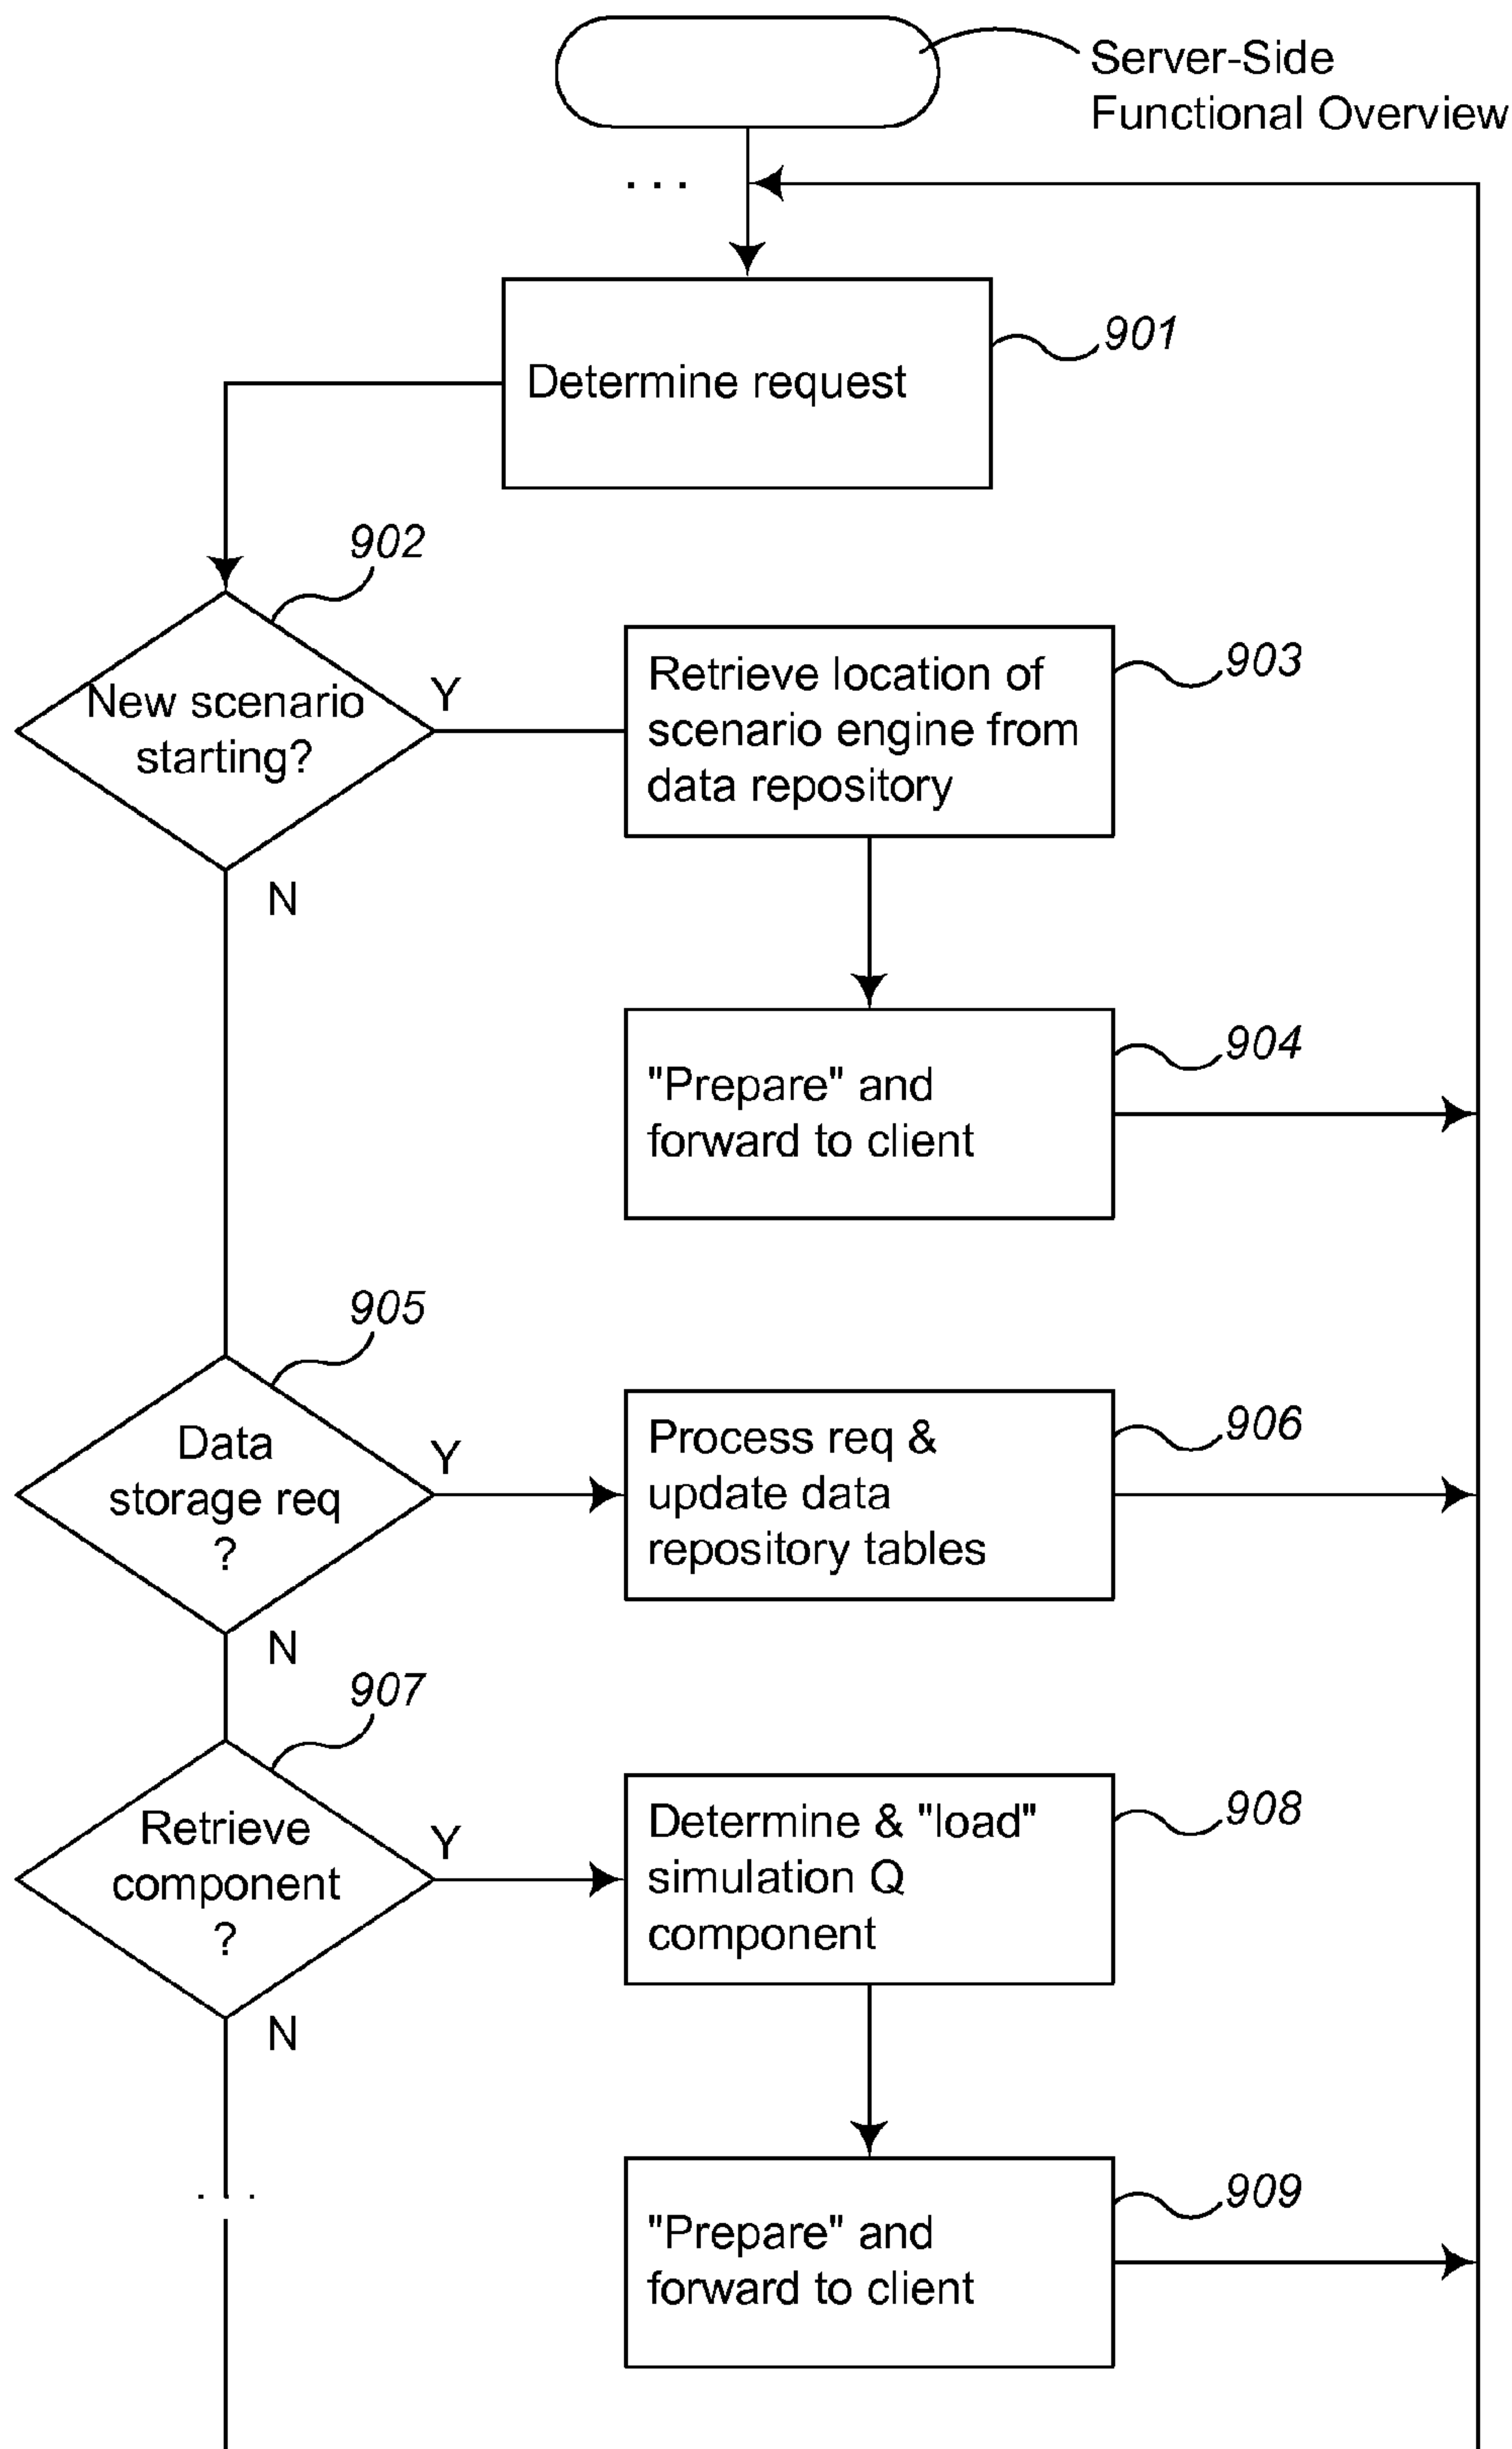 Server-Side
Functional Overview
. . .
Determine request
901
902
New scenario
starting?
Y
N
Retrieve location of
scenario engine from
data repository
903
"Prepare" and
forward to client
904
905
Data
storage req
?
Y
N
Process req &
update data
repository tables
906
907
Retrieve
component
?
Y
N
Determine & "load"
simulation Q
component
908
. . .
"Prepare" and
forward to client
909